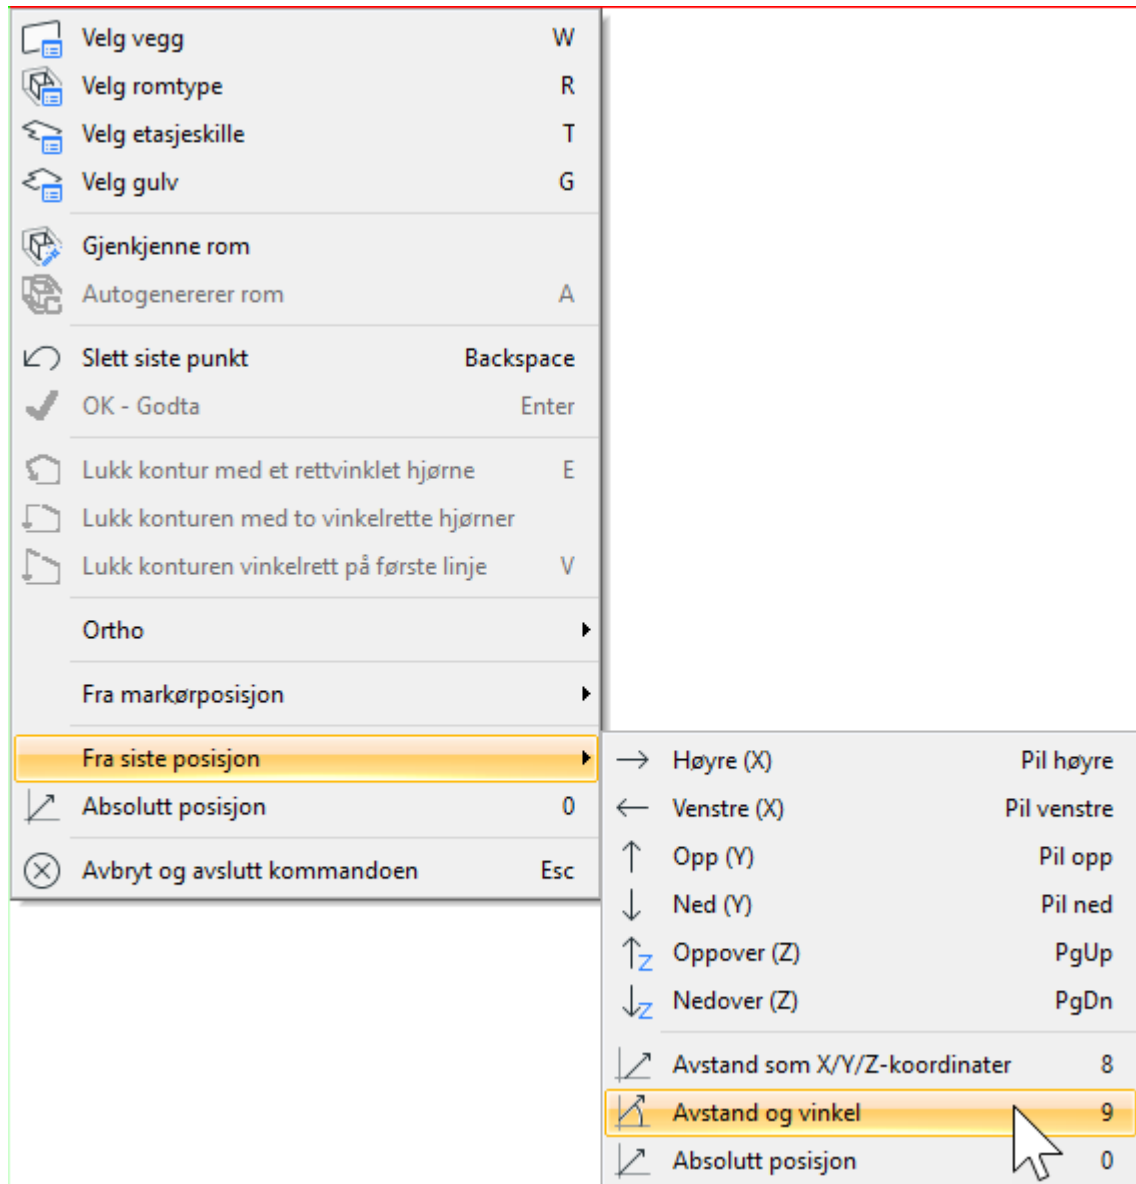 Velg vegg W
Velg romtype R
Velg etasjeskille T
Velg gulv G
Gjenkjenne rom
Autogenererer rom A
Slett siste punkt Backspace
OK - Godta Enter
Lukk kontur med et rettvinklet hjørne E
Lukk konturen med to vinkelrette hjørner
Lukk konturen vinkelrett på første linje V
Ortho
Fra markørposisjon
Fra siste posisjon
Absolutt posisjon 0
Avbryt og avslutt kommandoen Esc
Høyre (X) Pil høyre
Venstre (X) Pil venstre
Opp (Y) Pil opp
Ned (Y) Pil ned
Z Oppover (Z) PgUp
Z Nedover (Z) PgDn
Avstand som X/Y/Z-koordinater 8
Avstand og vinkel 9
Absolutt posisjon 0